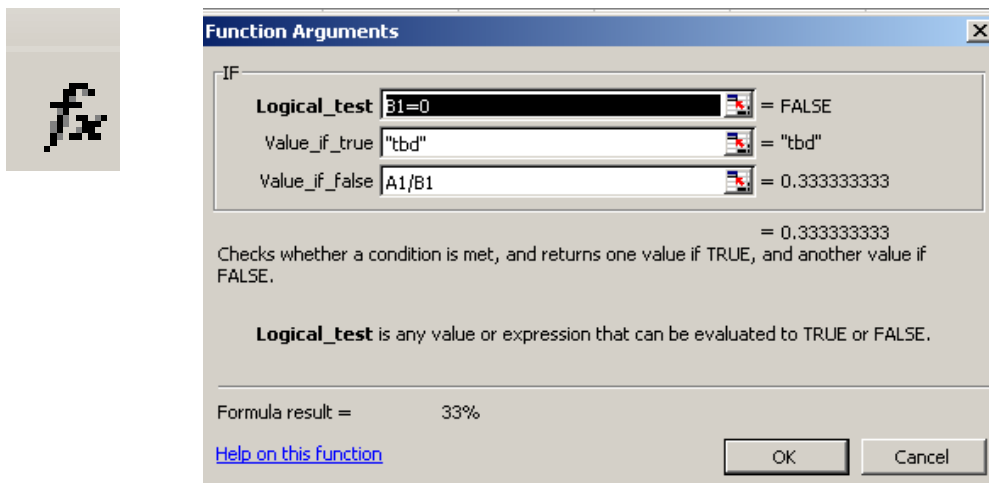 fx
Function Arguments
IF
Logical_test B1=0 = FALSE
Value_if_true "tbd" = "tbd"
Value_if_false A1/B1 = 0.333333333
= 0.333333333
Checks whether a condition is met, and returns one value if TRUE, and another value if
FALSE.
Logical_test is any value or expression that can be evaluated to TRUE or FALSE.
Formula result = 33%
Help on this function
OK Cancel